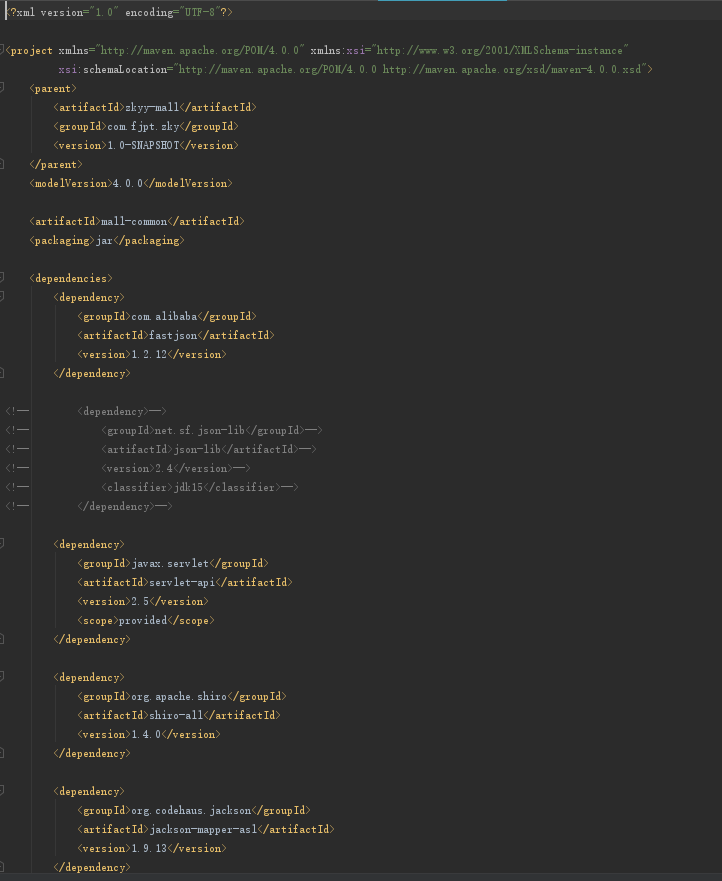 <?xml version="1.0" encoding="UTF-8"?>
<project xmlns="http://maven.apache.org/POM/4.0.0" xmlns:xsi="http://www.w3.org/2001/XMLSchema-instance"
xsi:schemaLocation="http://maven.apache.org/POM/4.0.0 http://maven.apache.org/xsd/maven-4.0.0.xsd">
<parent>
<artifactId>zkyy-mall</artifactId>
<groupId>com.fjpt.zky</groupId>
<version>1.0-SNAPSHOT</version>
</parent>
<modelVersion>4.0.0</modelVersion>
<artifactId>mall-common</artifactId>
<packaging>jar</packaging>
<dependencies>
<dependency>
<groupId>com.alibaba</groupId>
<artifactId>fastjson</artifactId>
<version>1.2.12</version>
</dependency>
<!-- <dependency>-->
<!-- <groupId>net.sf.json-lib</groupId>-->
<!-- <artifactId>json-lib</artifactId>-->
<!-- <version>2.4</version>-->
<!-- <classifier>jdk15</classifier>-->
<!-- </dependency>-->
<dependency>
<groupId>javax.servlet</groupId>
<artifactId>servlet-api</artifactId>
<version>2.5</version>
<scope>provided</scope>
</dependency>
<dependency>
<groupId>org.apache.shiro</groupId>
<artifactId>shiro-all</artifactId>
<version>1.4.0</version>
</dependency>
<dependency>
<groupId>org.codehaus.jackson</groupId>
<artifactId>jackson-mapper-asl</artifactId>
<version>1.9.13</version>
</dependency>